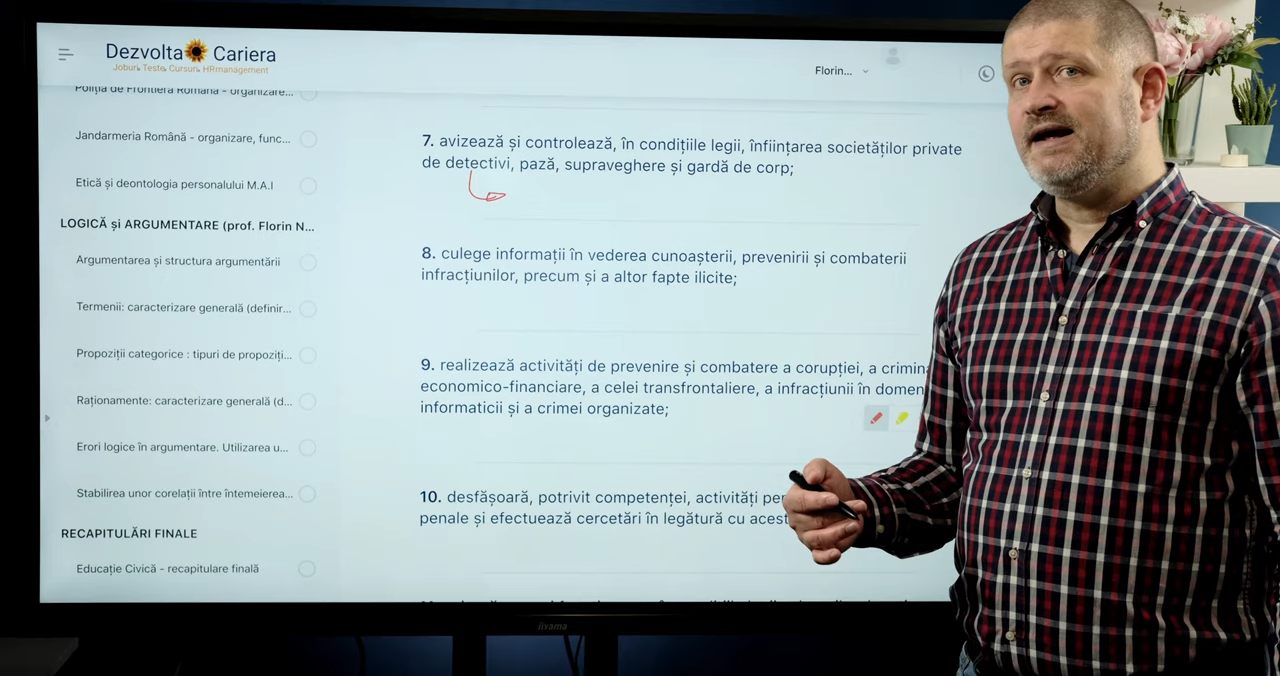 Dezvolta Cariera
Joburi, Teste, Cursuri, HRmanagement
Florin...
Poliția de Frontieră Română - organizare...
Jandarmeria Română - organizare, func...
Etică și deontologia personalului M.A.I
LOGICĂ și ARGUMENTARE (prof. Florin N...
Argumentarea și structura argumentării
Termenii: caracterizare generală (definir...
Propoziții categorice : tipuri de propoziți...
Raționamente: caracterizare generală (d...
Erori logice în argumentare. Utilizarea u...
Stabilirea unor corelații între întemeierea...
RECAPITULĂRI FINALE
Educație Civică - recapitulare finală
7. avizează și controlează, în condițiile legii, înființarea societăților private
de detectivi, pază, supraveghere și gardă de corp;
8. culege informații în vederea cunoașterii, prevenirii și combaterii
infracțiunilor, precum și a altor fapte ilicite;
9. realizează activități de prevenire și combatere a corupției, a crimin
economico-financiare, a celei transfrontaliere, a infracțiunii în domen
informaticii și a crimei organizate;
10. desfășoară, potrivit competenței, activități pe
penale și efectuează cercetări în legătură cu acest
iiyama